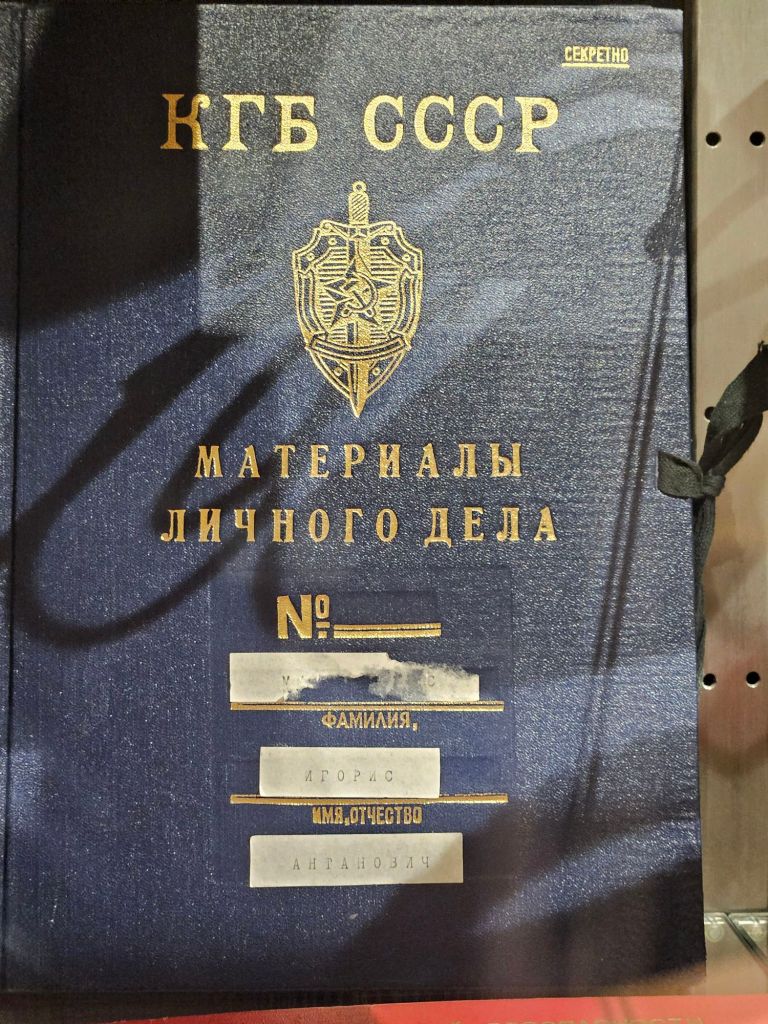 СЕКРЕТНО
КГБ СССР
МАТЕРИАЛЫ
ЛИЧНОГО ДЕЛА
№
ФАМИЛИЯ,
ИГОРИС
ИМЯ, ОТЧЕСТВО
АНТАНОВИЧ